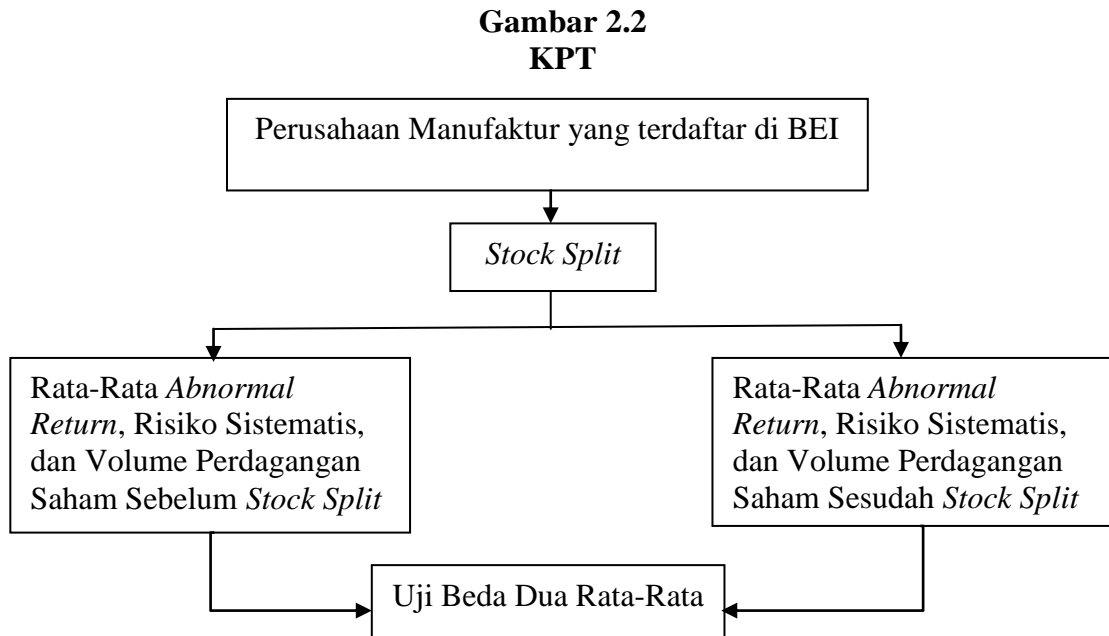 Gambar 2.2
KPT
Perusahaan Manufaktur yang terdaftar di BEI
Stock Split
Rata-Rata Abnormal
Return, Risiko Sistematis,
dan Volume Perdagangan
Saham Sebelum Stock Split
Rata-Rata Abnormal
Return, Risiko Sistematis,
dan Volume Perdagangan
Saham Sesudah Stock Split
Uji Beda Dua Rata-Rata